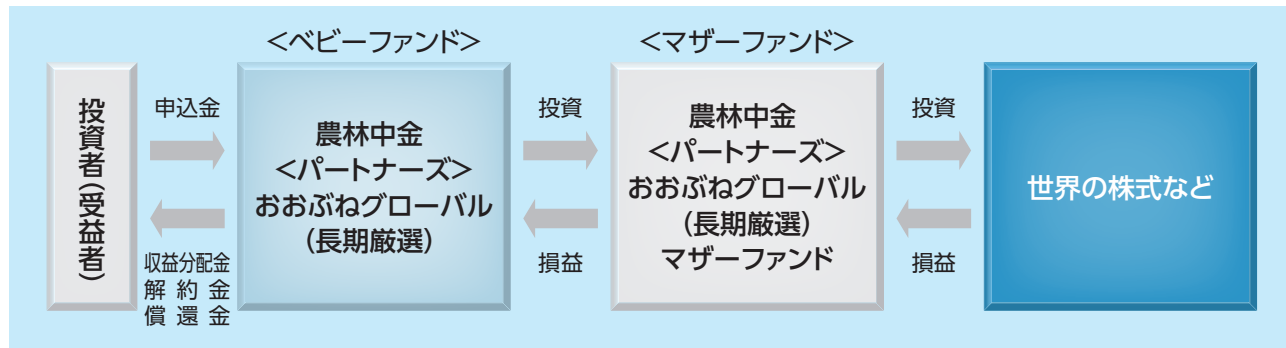 <ベビーファンド>
<マザーファンド>
投資者(受益者)
申込金
収益分配金
解約金
償還金
農林中金
<パートナーズ>
おおぶねグローバル
(長期厳選)
投資
損益
農林中金
<パートナーズ>
おおぶねグローバル
(長期厳選)
マザーファンド
投資
損益
世界の株式など